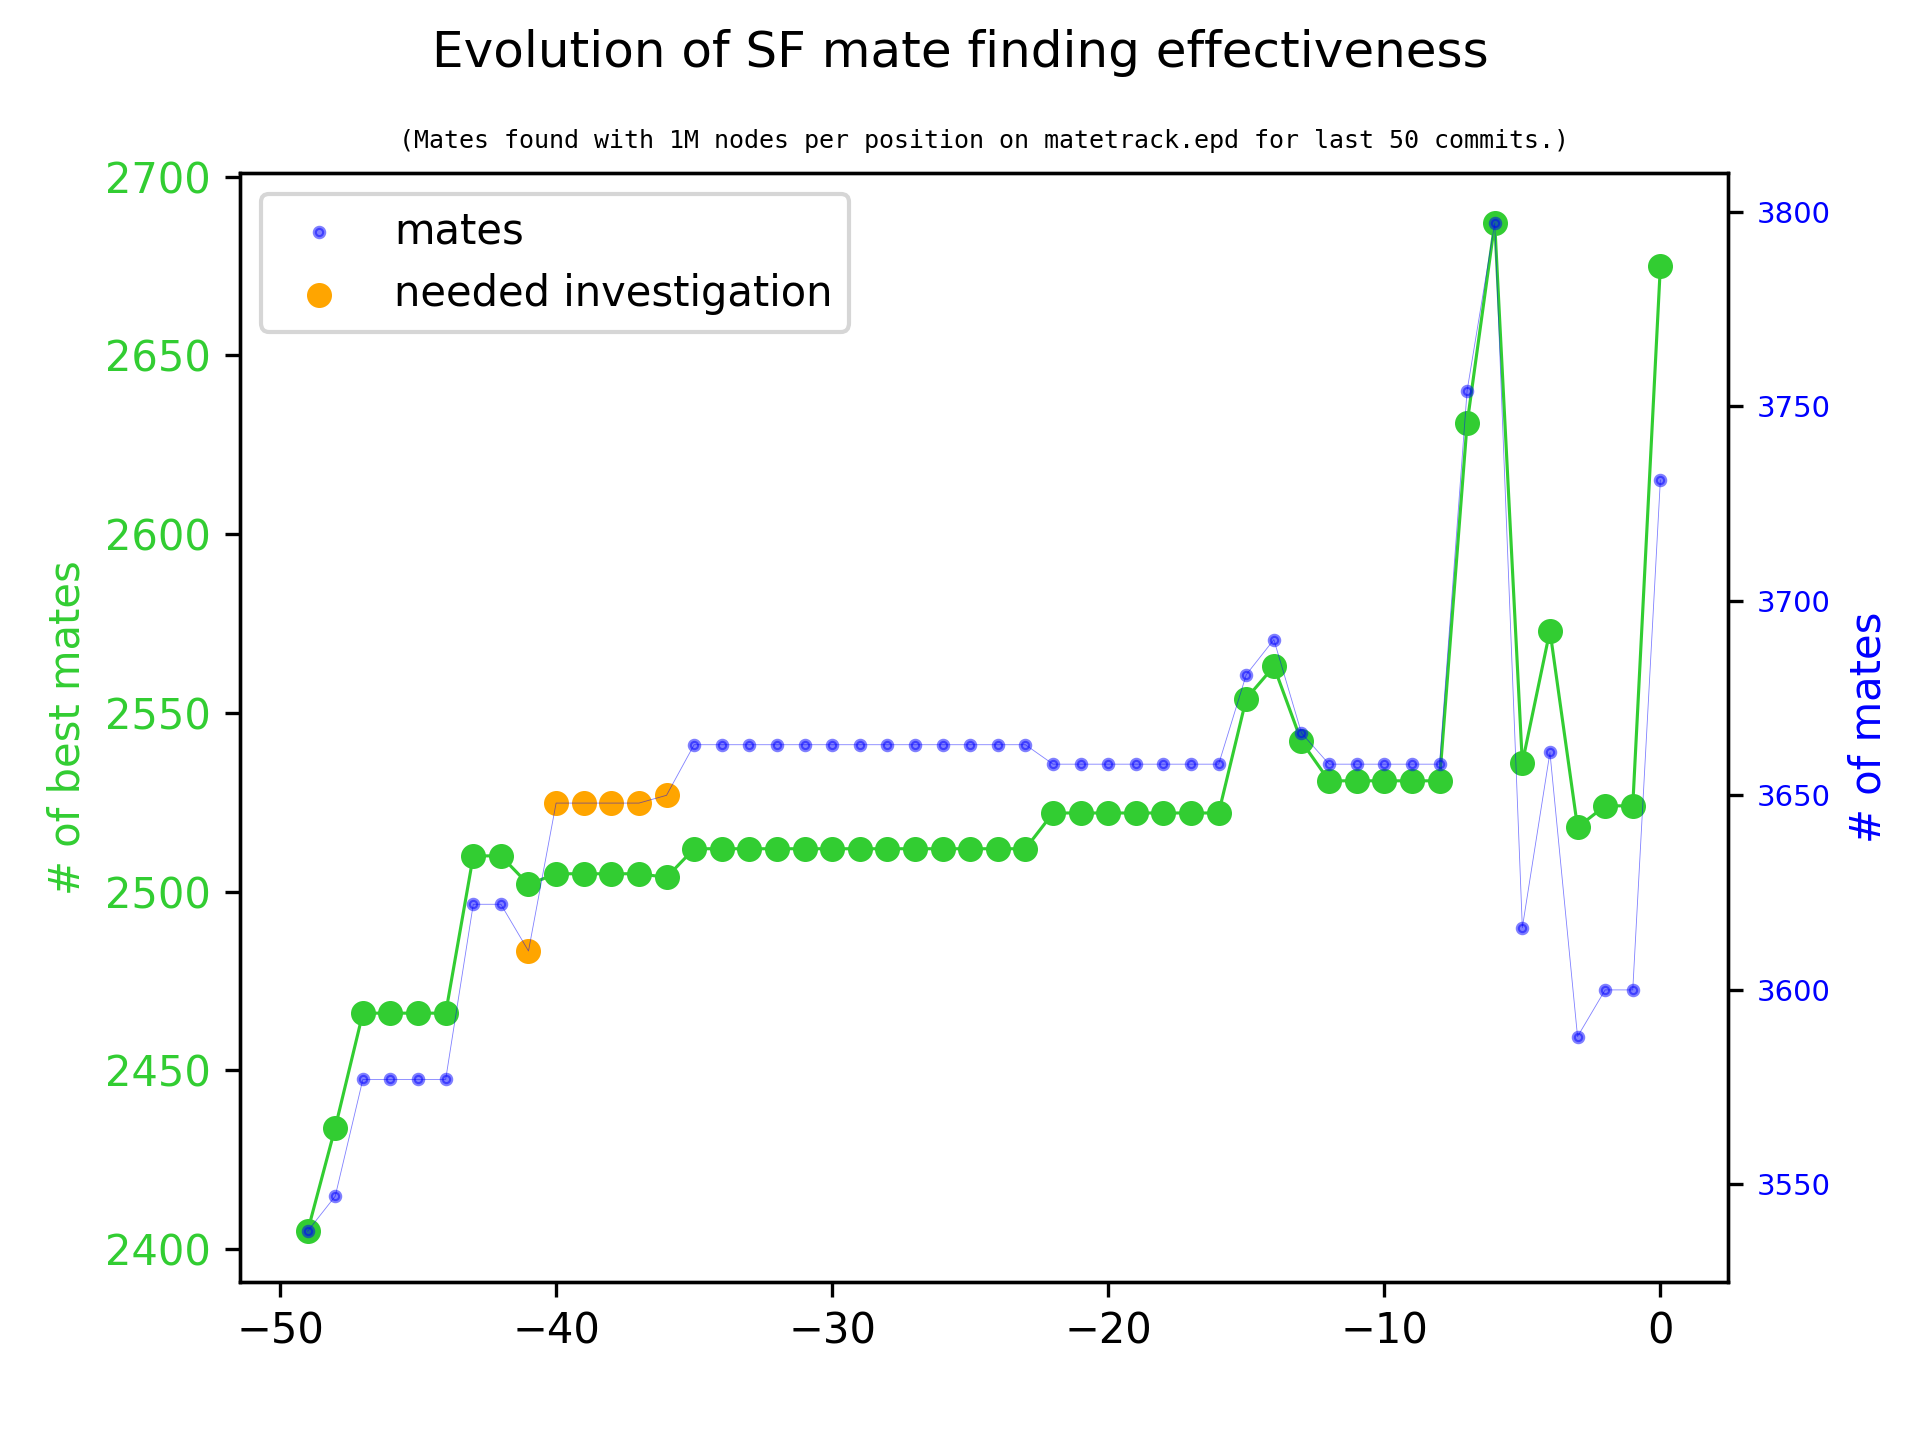 Evolution of SF mate finding effectiveness
(Mates found with 1M nodes per position on matetrack.epd for last 50 commits.)
mates
needed investigation
# of best mates
2700
2650
2600
2550
2500
2450
2400
# of mates
3800
3750
3700
3650
3600
3550
−50 −40 −30 −20 −10 0